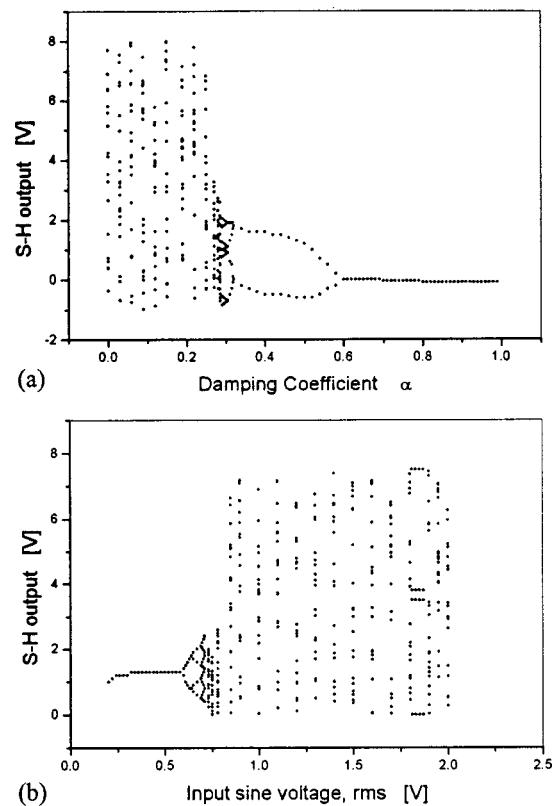 8
6
4
2
0
-2
S-H output [V]
0.0 0.2 0.4 0.6 0.8 1.0
(a)
Damping Coefficient α
8
6
4
2
0
S-H output [V]
0.0 0.5 1.0 1.5 2.0 2.5
(b)
Input sine voltage, rms [V]